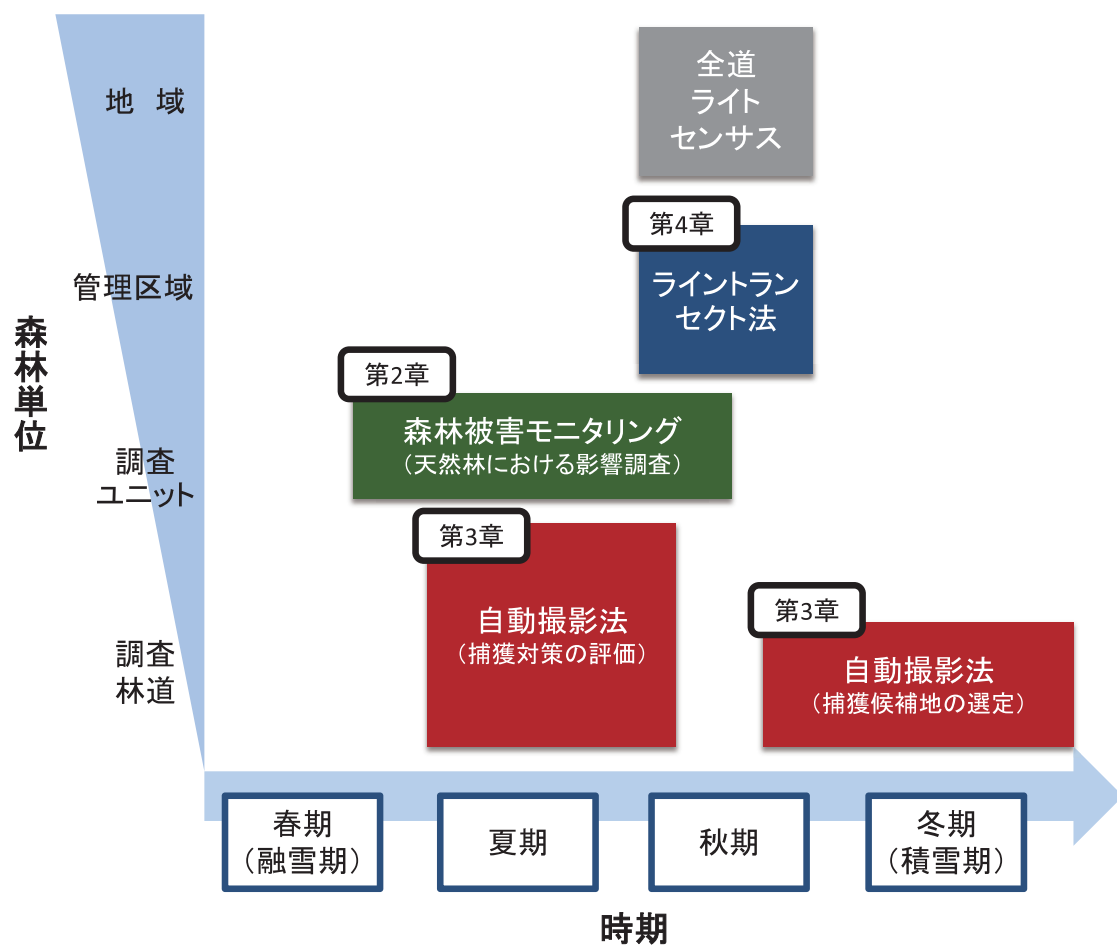 全道
ライト
センサス
地 域
第4章
管理区域
ライントラン
セクト法
森林単位
第2章
森林被害モニタリング
（天然林における影響調査）
調査
ユニット
第3章
自動撮影法
（捕獲対策の評価）
第3章
自動撮影法
（捕獲候補地の選定）
調査
林道
春期
（融雪期）
夏期
秋期
冬期
（積雪期）
時期